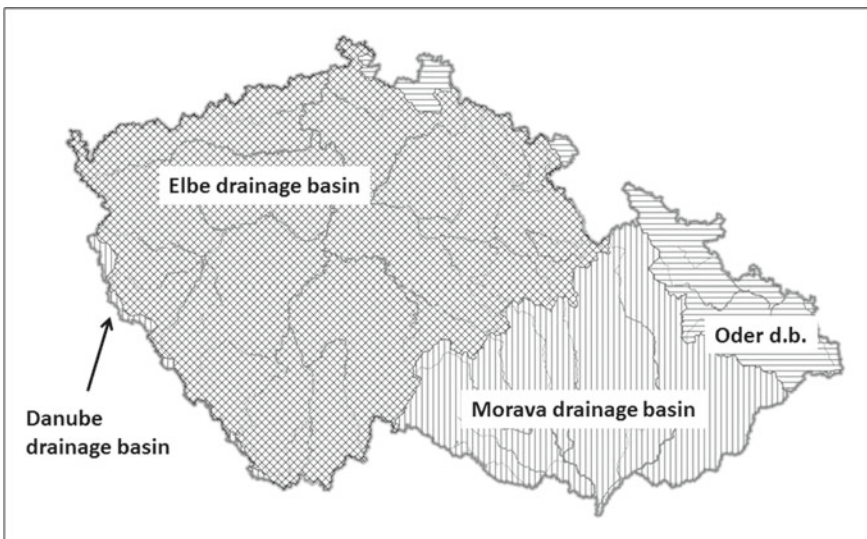 Elbe drainage basin
Oder d.b.
Morava drainage basin
Danube
drainage basin